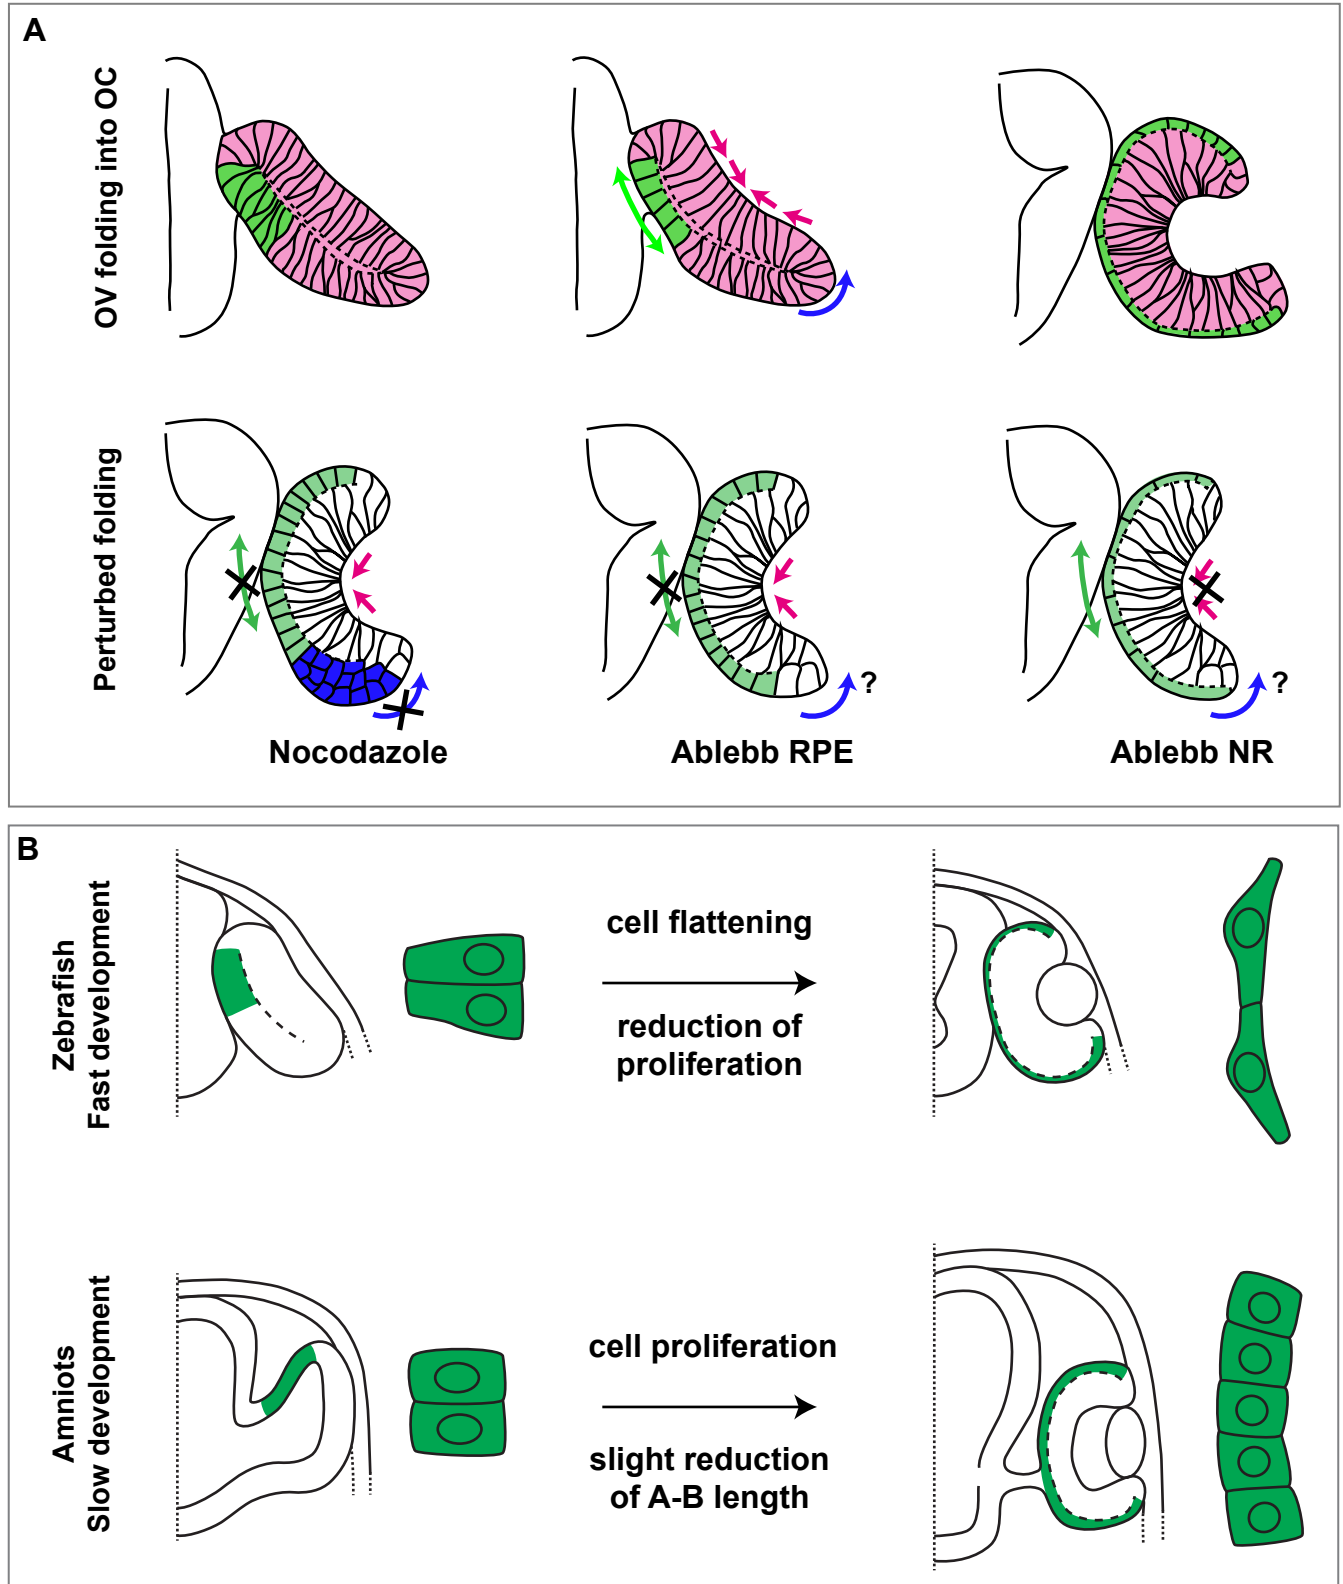 A
OV folding into OC
Perturbed folding
?
?
Nocodazole
Ablebb RPE
Ablebb NR
B
Zebrafish
Fast development
cell flattening
reduction of
proliferation
Amniots
Slow development
cell proliferation
slight reduction
of A-B length